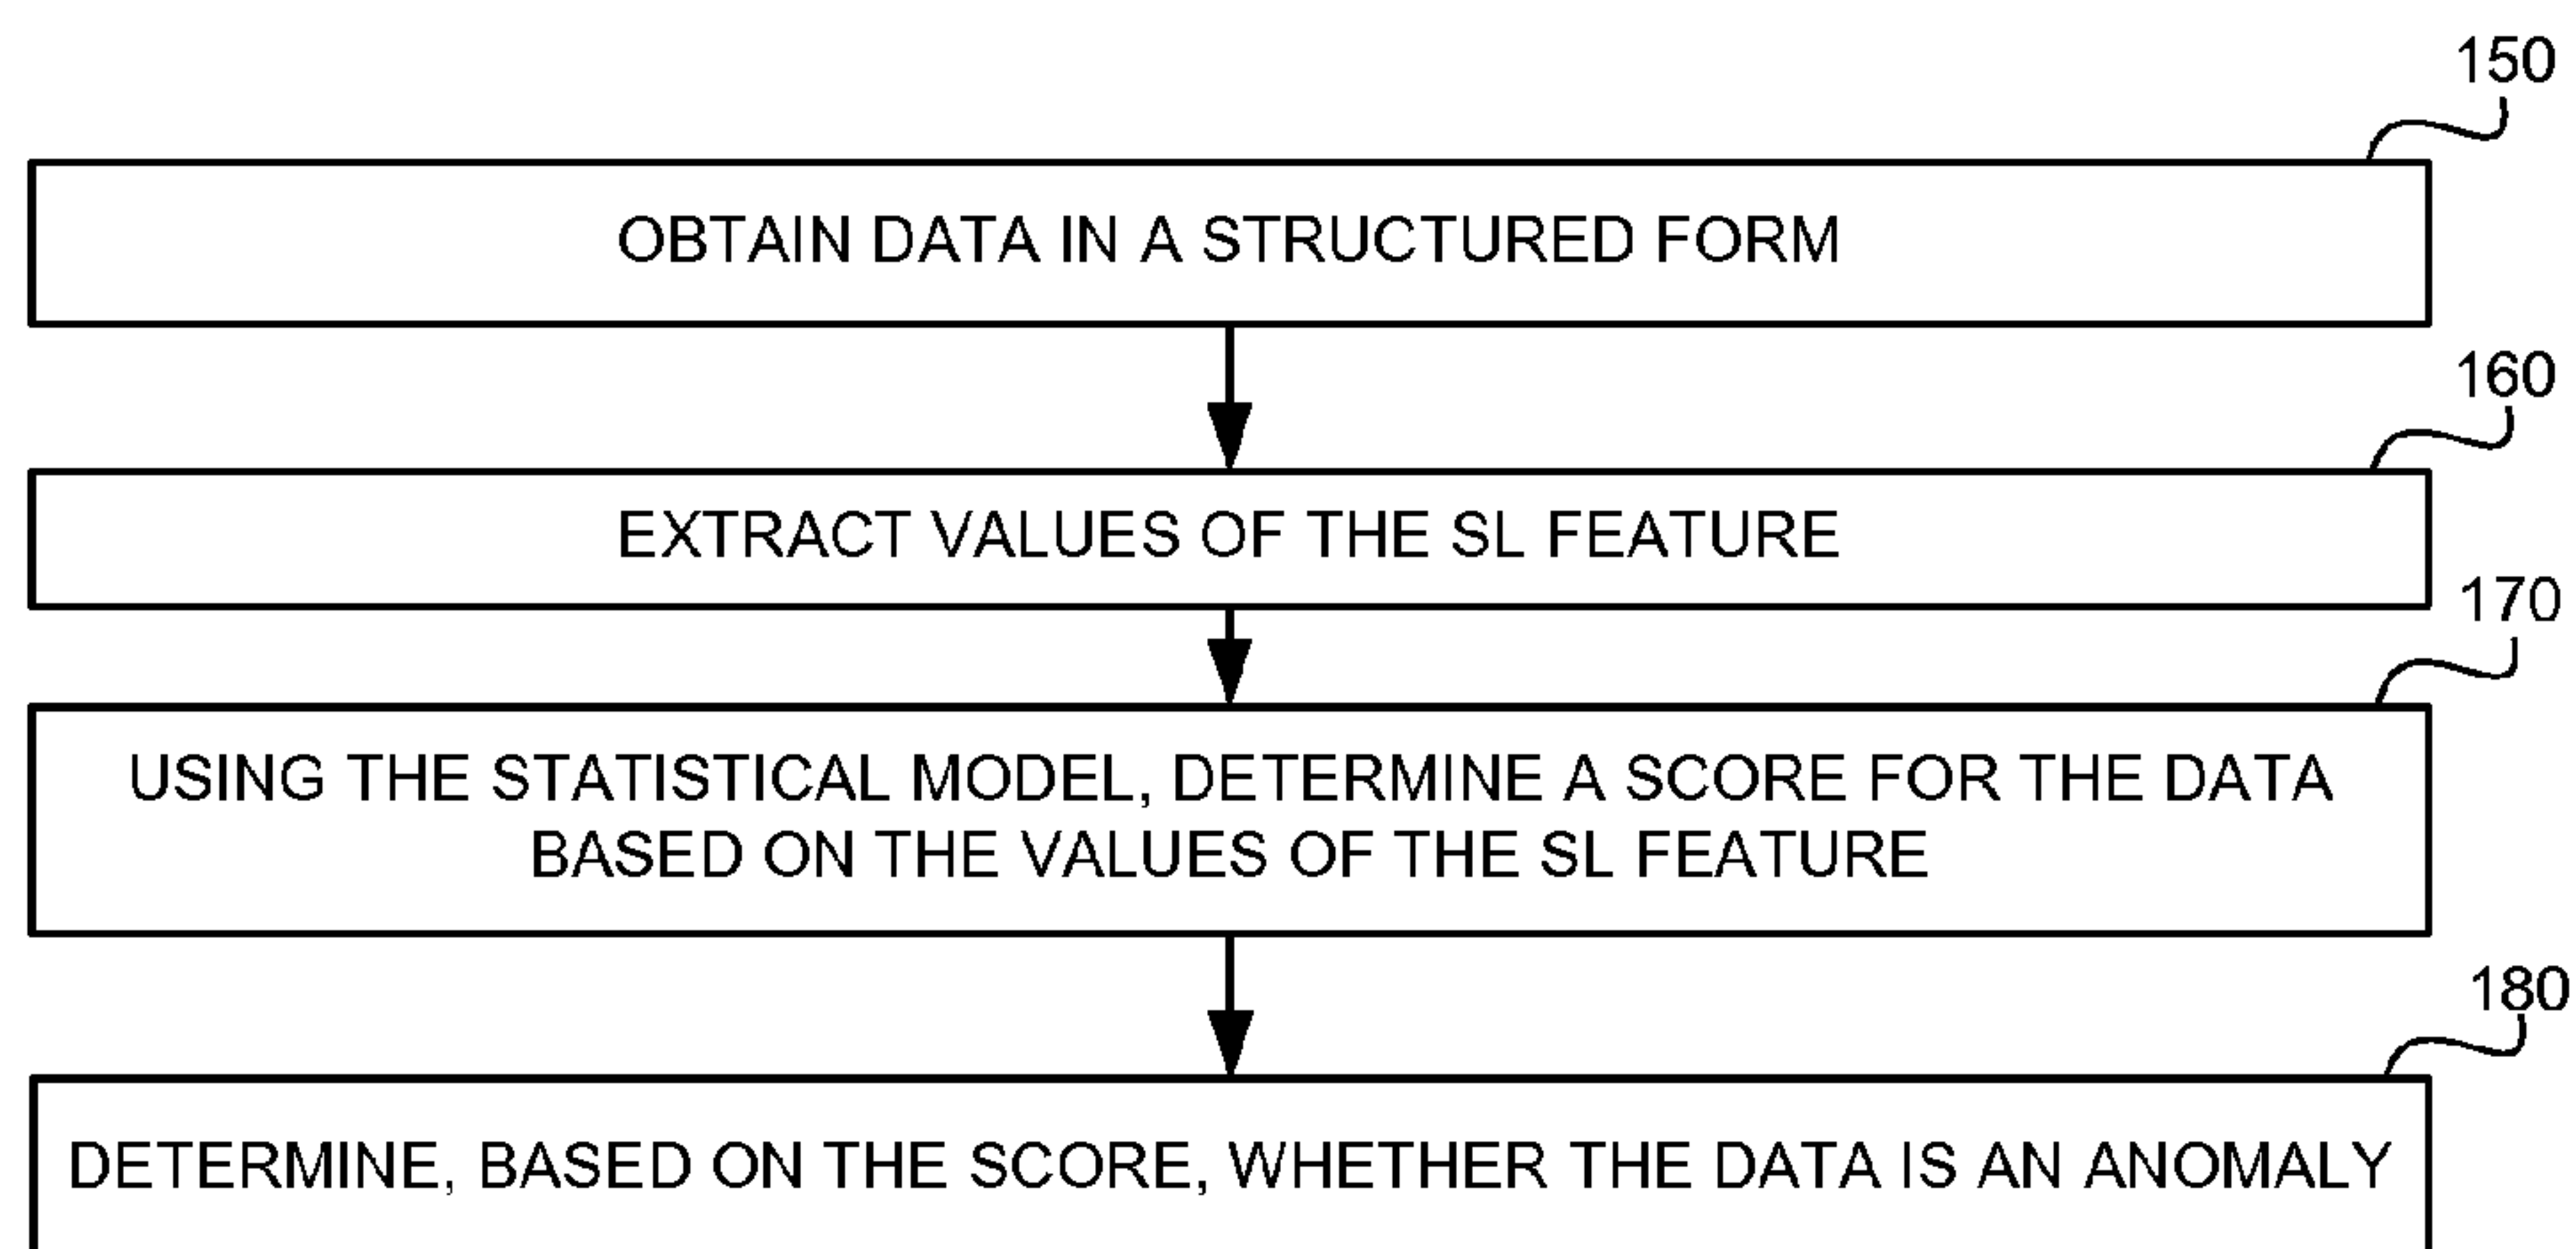 150
OBTAIN DATA IN A STRUCTURED FORM
160
EXTRACT VALUES OF THE SL FEATURE
170
USING THE STATISTICAL MODEL, DETERMINE A SCORE FOR THE DATA
BASED ON THE VALUES OF THE SL FEATURE
180
DETERMINE, BASED ON THE SCORE, WHETHER THE DATA IS AN ANOMALY